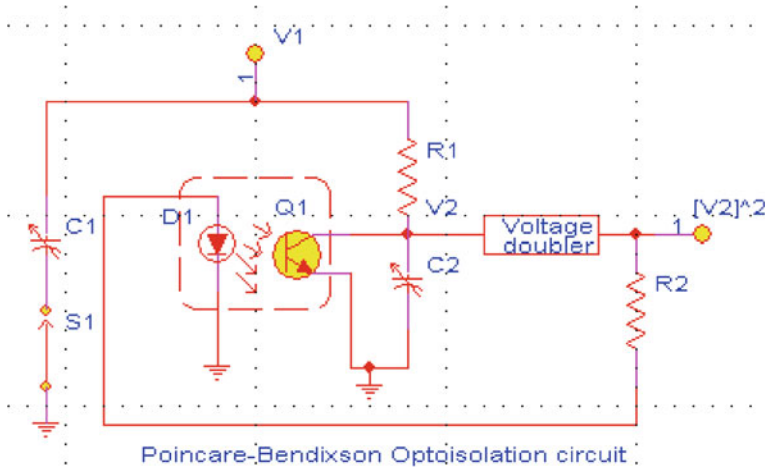 V1
1
R1
D1
Q1
V2
[V2]^2
C1
Voltage
doubler
1
C2
R2
S1
Poincare-Bendixson Optoisolation circuit